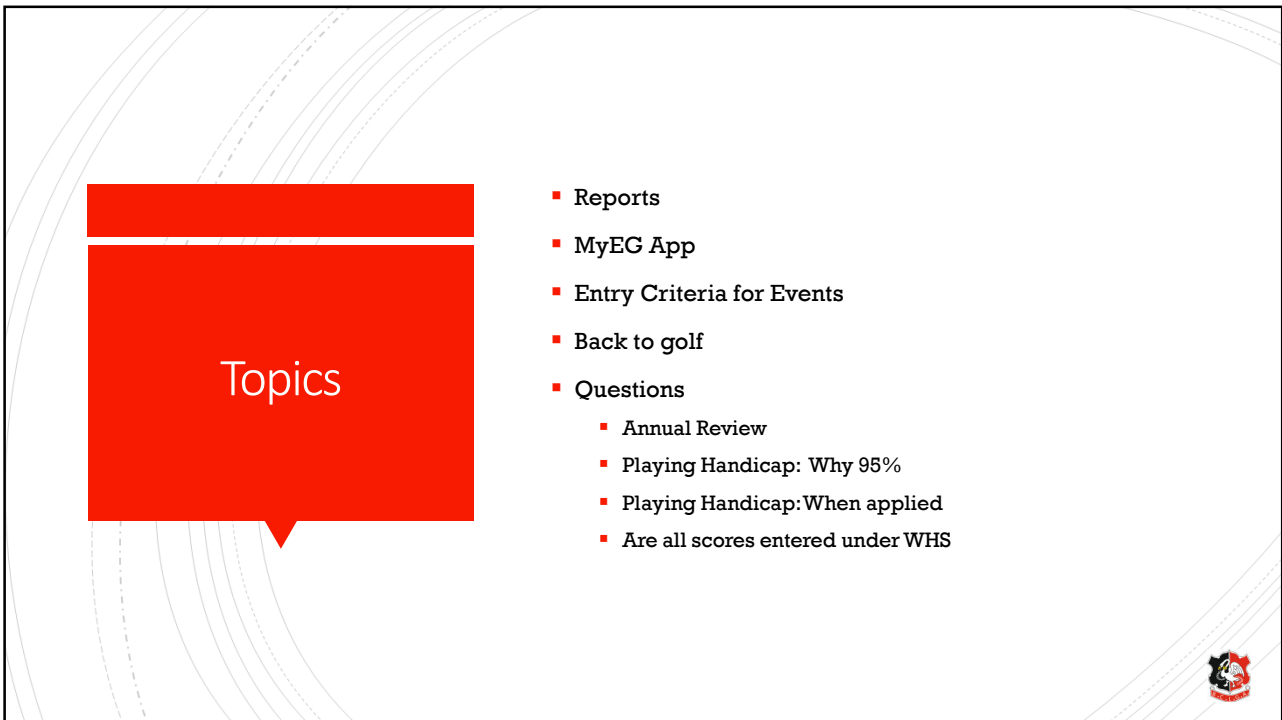 Topics
Reports
MyEG App
Entry Criteria for Events
Back to golf
Questions
Annual Review
Playing Handicap: Why 95%
Playing Handicap:When applied
Are all scores entered under WHS